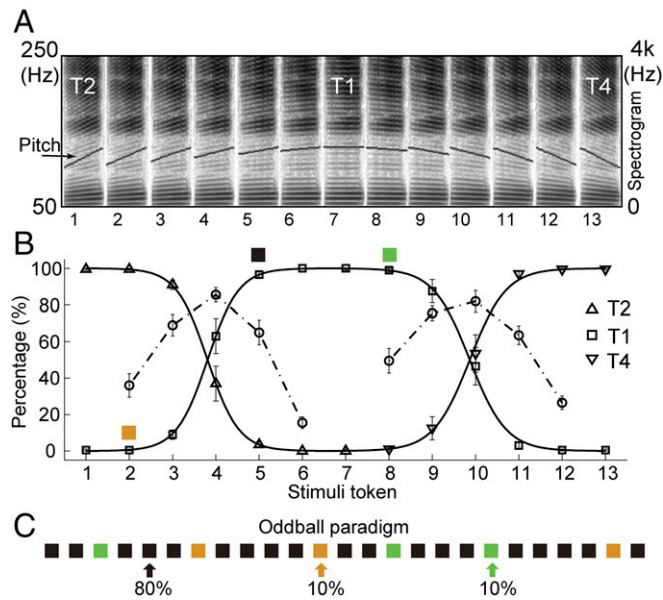 A
250
(Hz)
T2
T1
T4
4k
(Hz)
Pitch
Spectrogram
50
0
1 2 3 4 5 6 7 8 9 10 11 12 13
B
Percentage (%)
100
80
60
40
20
0
T2
T1
T4
1 2 3 4 5 6 7 8 9 10 11 12 13
Stimuli token
C
Oddball paradigm
80% 10% 10%